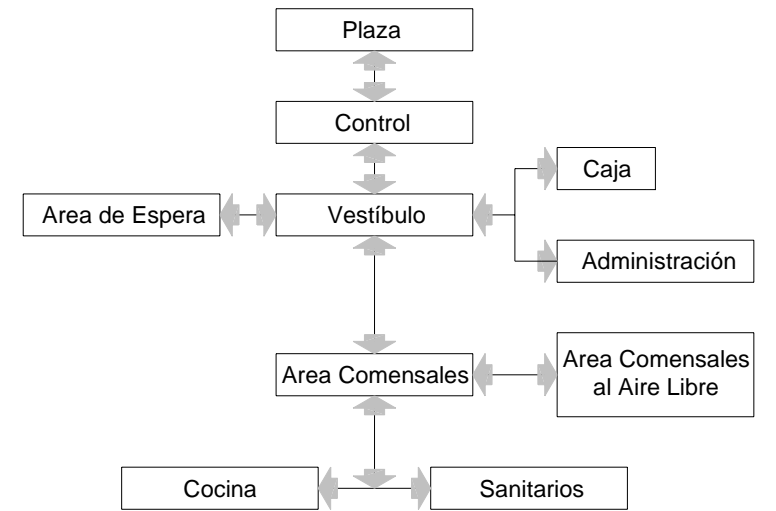 Plaza
Control
Caja
Area de Espera
Vestíbulo
Administración
Area Comensales
Area Comensales
al Aire Libre
Cocina
Sanitarios